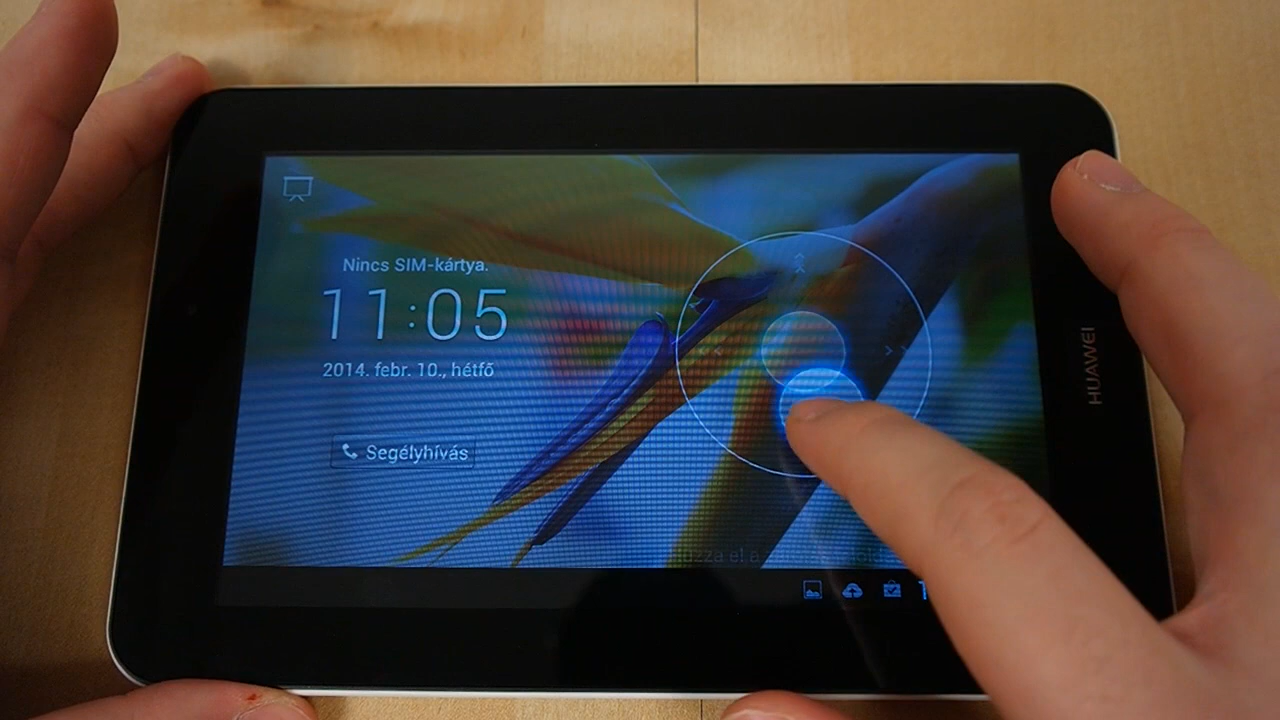 Nincs SIM-kártya.
11:05
2014. febr. 10., hétfő
Segélyhívás
HUAWEI